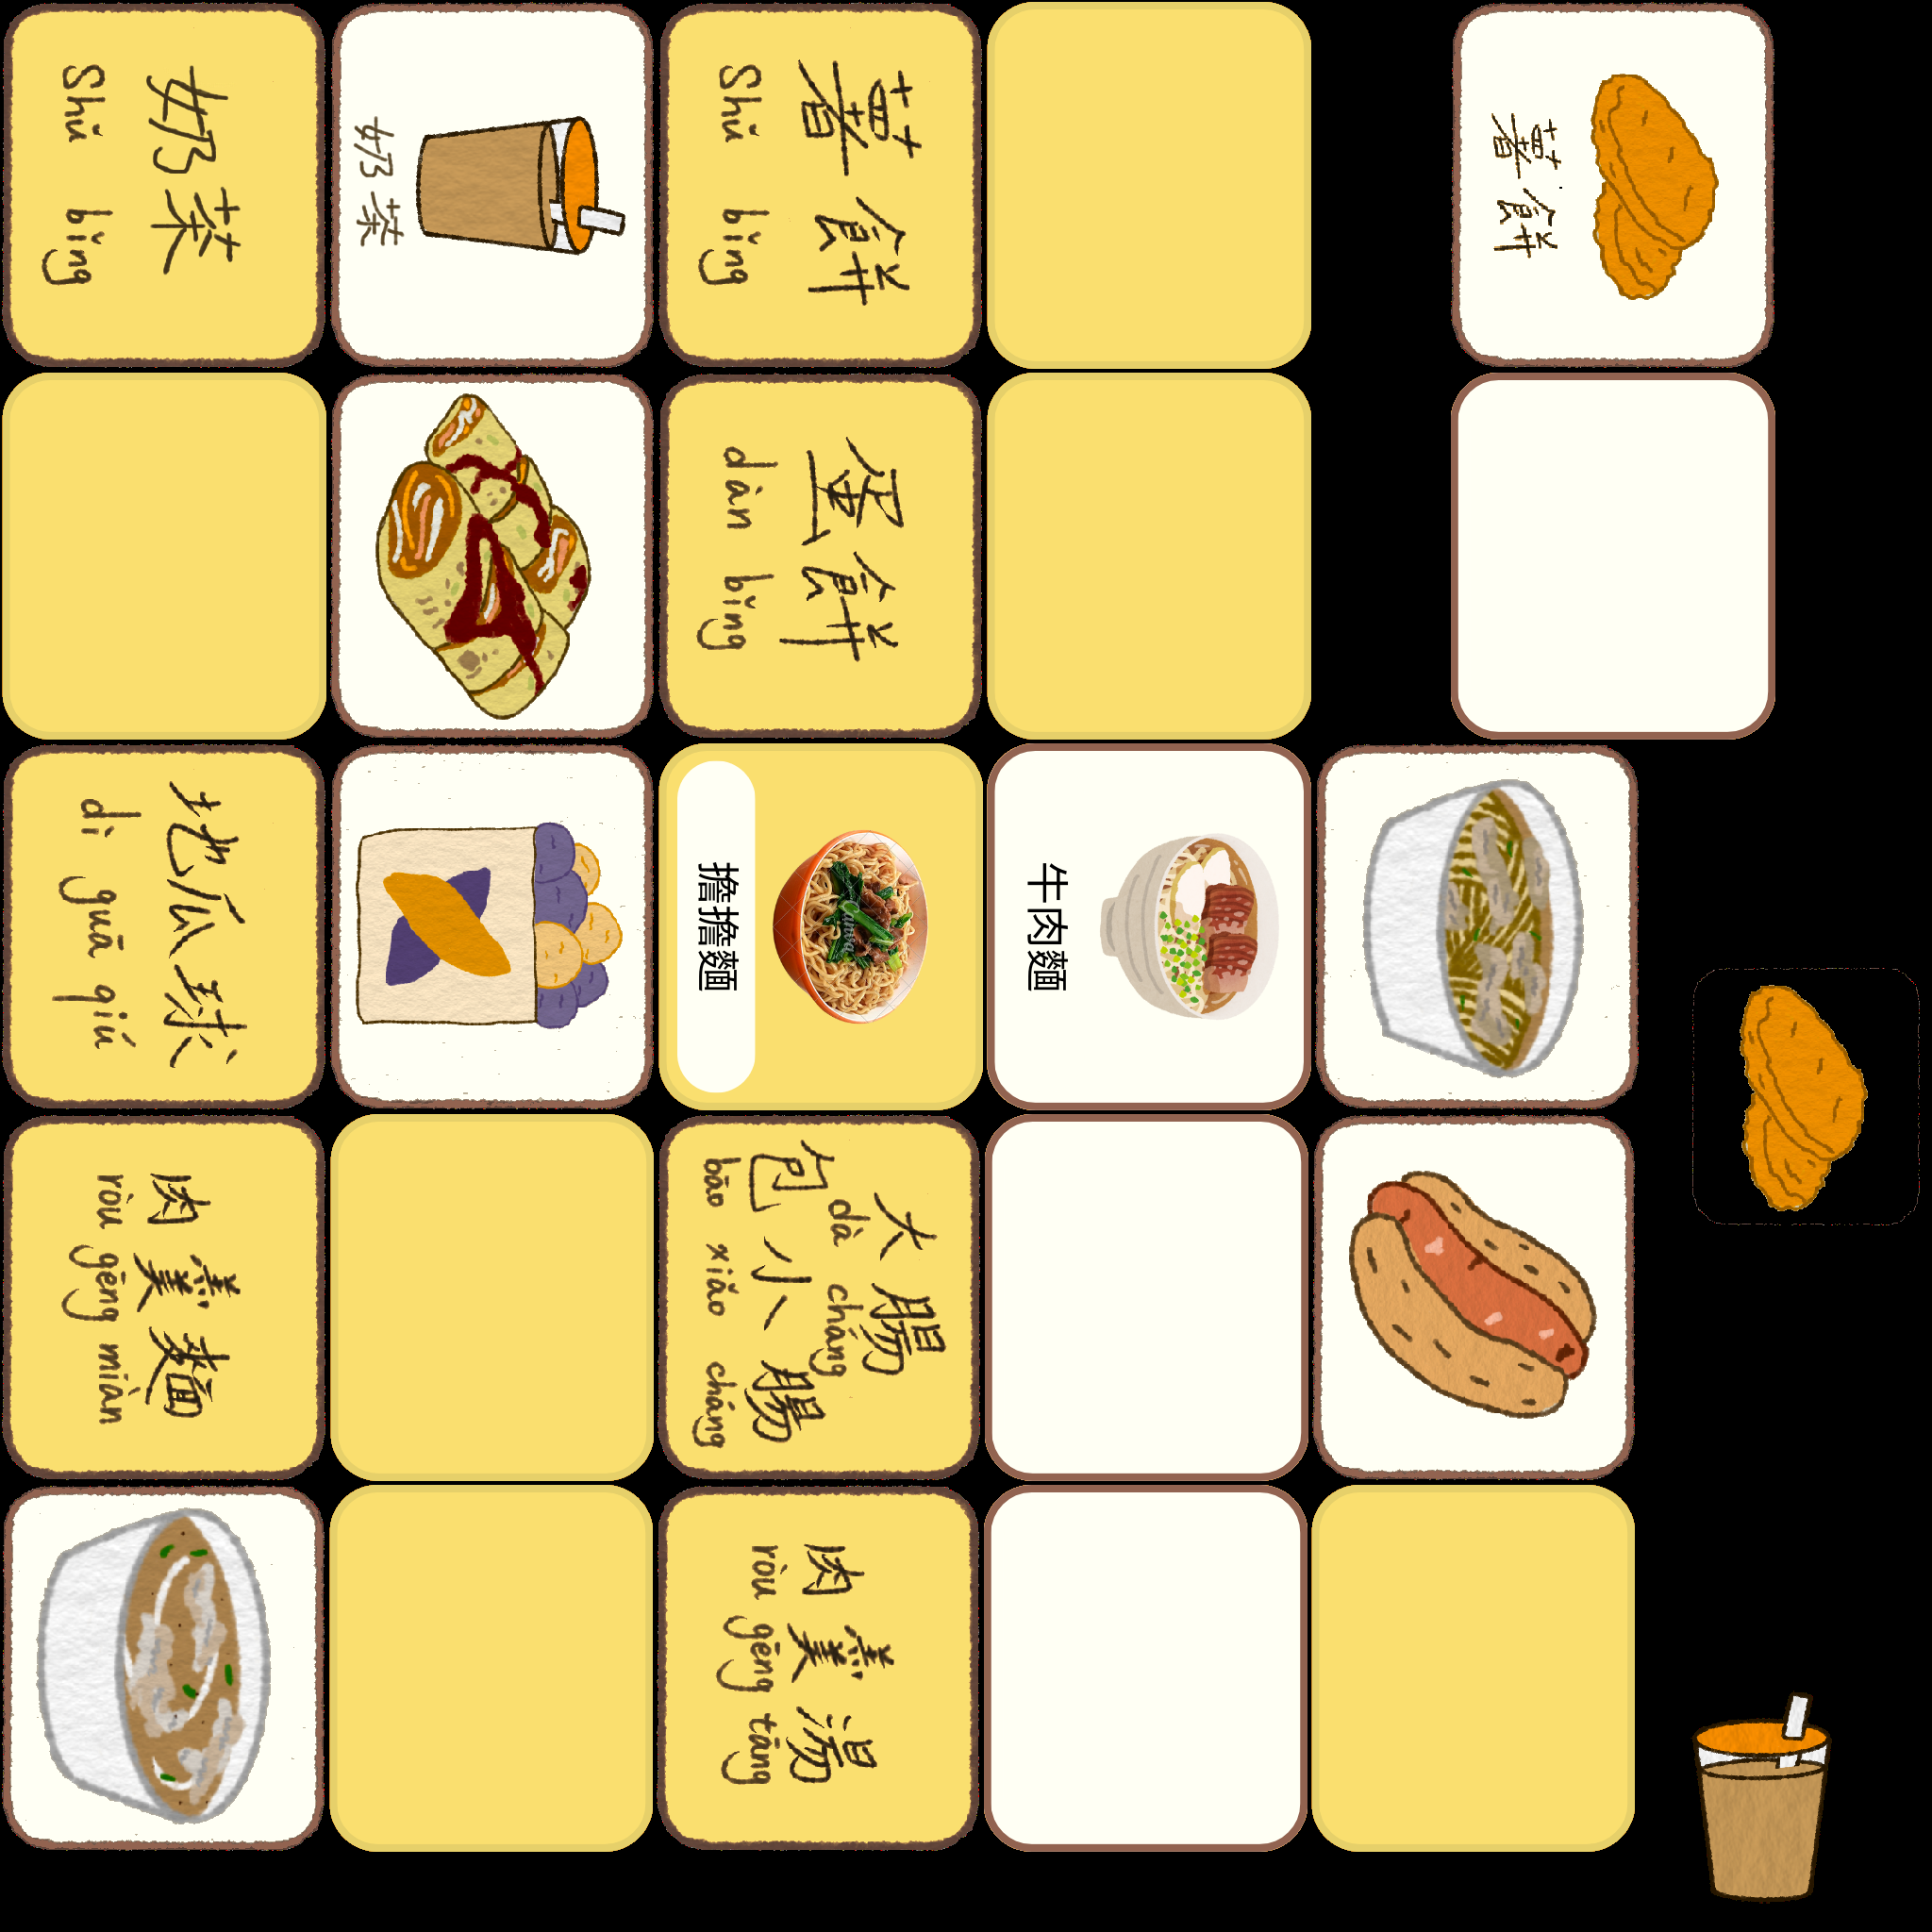 奶茶
Shǔ bǐng
奶茶
薯餅
Shǔ bǐng
薯餅
蛋餅
dàn bǐng
地瓜球
dì guā qiú
Canva
擔擔麵
牛肉麵
肉羹麵
ròu gēng miàn
大腸
dà cháng
包小腸
bāo xiǎo cháng
肉羹湯
ròu gēng tāng